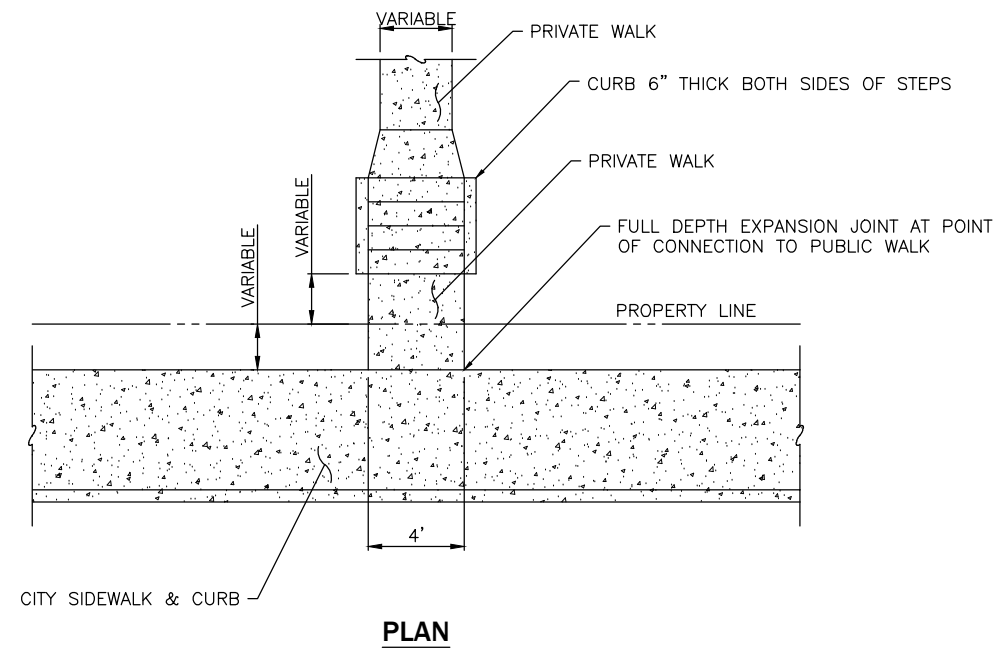 VARIABLE
PRIVATE WALK
CURB 6” THICK BOTH SIDES OF STEPS
PRIVATE WALK
VARIABLE
VARIABLE
FULL DEPTH EXPANSION JOINT AT POINT
OF CONNECTION TO PUBLIC WALK
PROPERTY LINE
4’
CITY SIDEWALK & CURB
PLAN